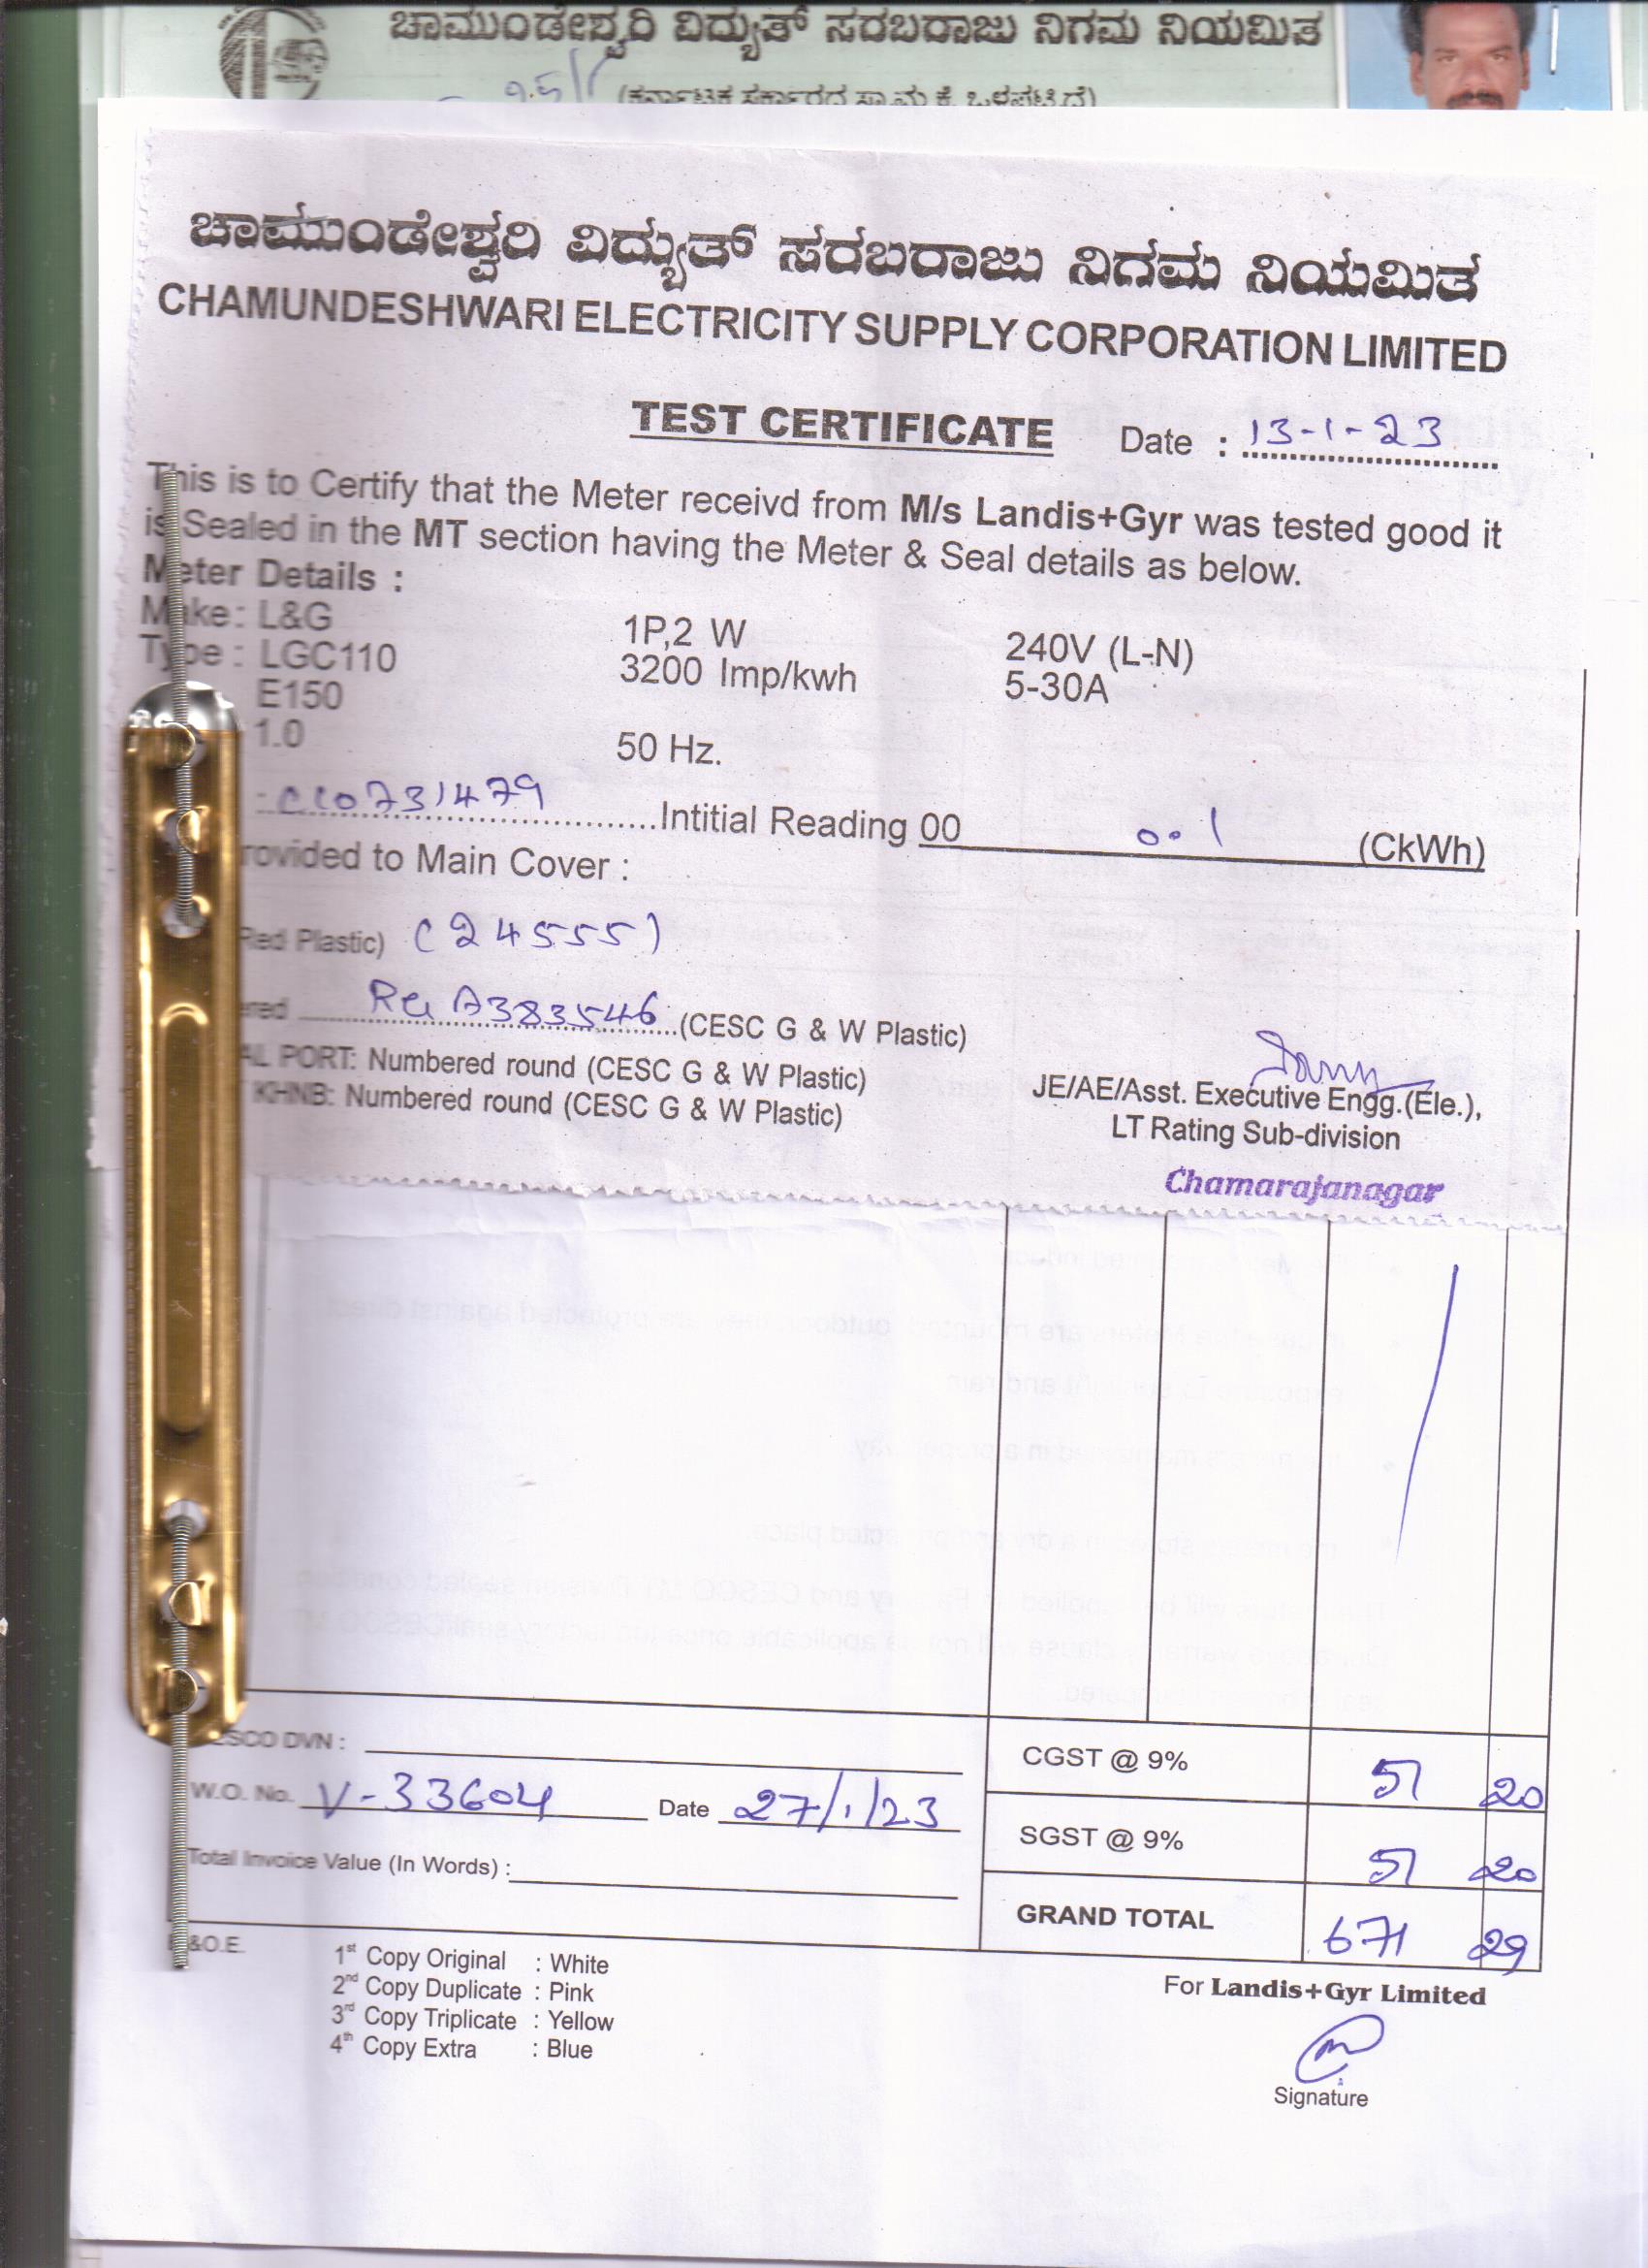 ಚಾಮುಂಡೇಶ್ವರಿ ವಿದ್ಯುತ್ ಸರಬರಾಜು ನಿಗಮ ನಿಯಮಿತ
ಚಾಮುಂಡೇಶ್ವರಿ ವಿದ್ಯುತ್ ಸರಬರಾಜು ನಿಗಮ ನಿಯಮಿತ
CHAMUNDESHWARI ELECTRICITY SUPPLY CORPORATION LIMITED
TEST CERTIFICATE Date : 13-1-23
This is to Certify that the Meter receivd from M/s Landis+Gyr was tested good it
is Sealed in the MT section having the Meter & Seal details as below.
Meter Details :
Make: L&G 1P,2 W 240V (L-N)
Type : LGC110 3200 Imp/kwh 5-30A
E150
1.0 50 Hz.
Intitial Reading 00 00.1 (CkWh)
rovided to Main Cover :
Red Plastic) (24555)
A383546 (CESC G & W Plastic)
AL PORT: Numbered round (CESC G & W Plastic)
KHNB: Numbered round (CESC G & W Plastic)
JE/AE/Asst. Executive Engg.(Ele.),
LT Rating Sub-division
Chamarajanagar
ESCO DVN :
W.O. No. V-33604 Date 27/1/23
Total Invoice Value (In Words) :
CGST @ 9% 51 20
SGST @ 9% 51 20
GRAND TOTAL 671 29
&O.E.
1st Copy Original : White
2nd Copy Duplicate : Pink
3rd Copy Triplicate : Yellow
4th Copy Extra : Blue
For Landis+Gyr Limited
Signature